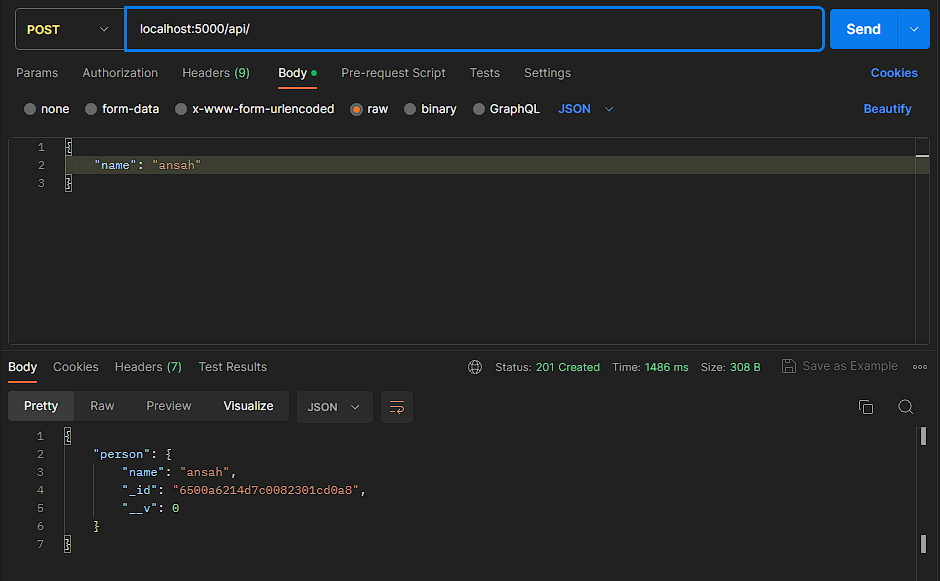 POST localhost:5000/api/ Send
Params Authorization Headers (9) Body Pre-request Script Tests Settings Cookies
none form-data x-www-form-urlencoded raw binary GraphQL JSON Beautify
1 {
2 "name": "ansah"
3 }
Body Cookies Headers (7) Test Results Status: 201 Created Time: 1486 ms Size: 308 B Save as Example
Pretty Raw Preview Visualize JSON
1 {
2 "person": {
3 "name": "ansah",
4 "_id": "6500a6214d7c0082301cd0a8",
5 "__v": 0
6 }
7 }